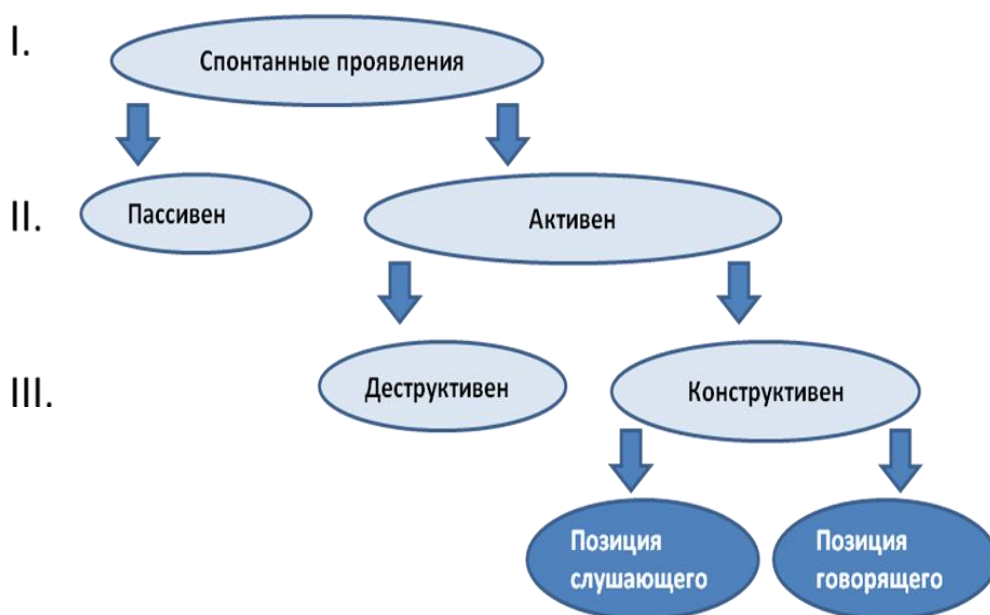 I.
Спонтанные проявления
II.
Пассивен
Активен
III.
Деструктивен
Конструктивен
Позиция
слушающего
Позиция
говорящего